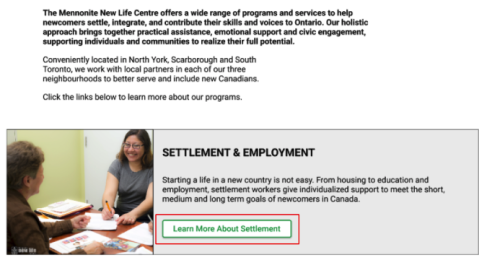 The Mennonite New Life Centre offers a wide range of programs and services to help
newcomers settle, integrate, and contribute their skills and voices to Ontario. Our holistic
approach brings together practical assistance, emotional support and civic engagement,
supporting individuals and communities to realize their full potential.
Conveniently located in North York, Scarborough and South
Toronto, we work with local partners in each of our three
neighbourhoods to better serve and include new Canadians.
Click the links below to learn more about our programs.
SETTLEMENT & EMPLOYMENT
Starting a life in a new country is not easy. From housing to education and
employment, settlement workers give individualized support to meet the short,
medium and long term goals of newcomers in Canada.
Learn More About Settlement